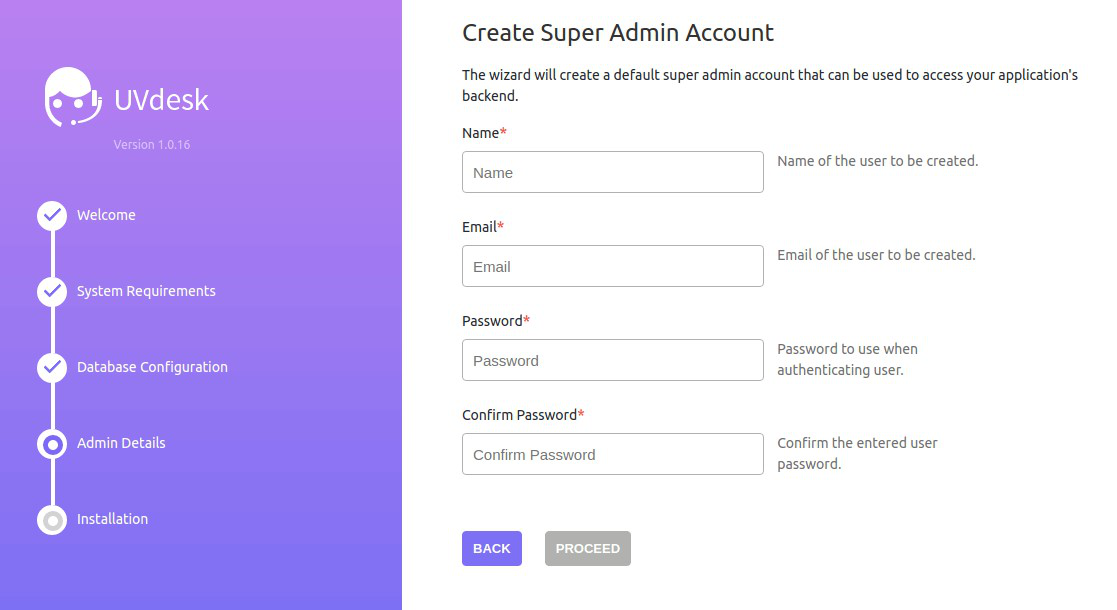 UVdesk
Version 1.0.16
Welcome
System Requirements
Database Configuration
Admin Details
Installation
Create Super Admin Account
The wizard will create a default super admin account that can be used to access your application's
backend.
Name*
Name
Name of the user to be created.
Email*
Email
Email of the user to be created.
Password*
Password
Password to use when
authenticating user.
Confirm Password*
Confirm Password
Confirm the entered user
password.
BACK
PROCEED